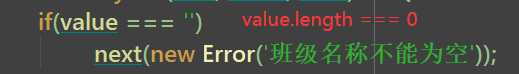 if(value === '') value.length === 0
next(new Error('班级名称不能为空'));